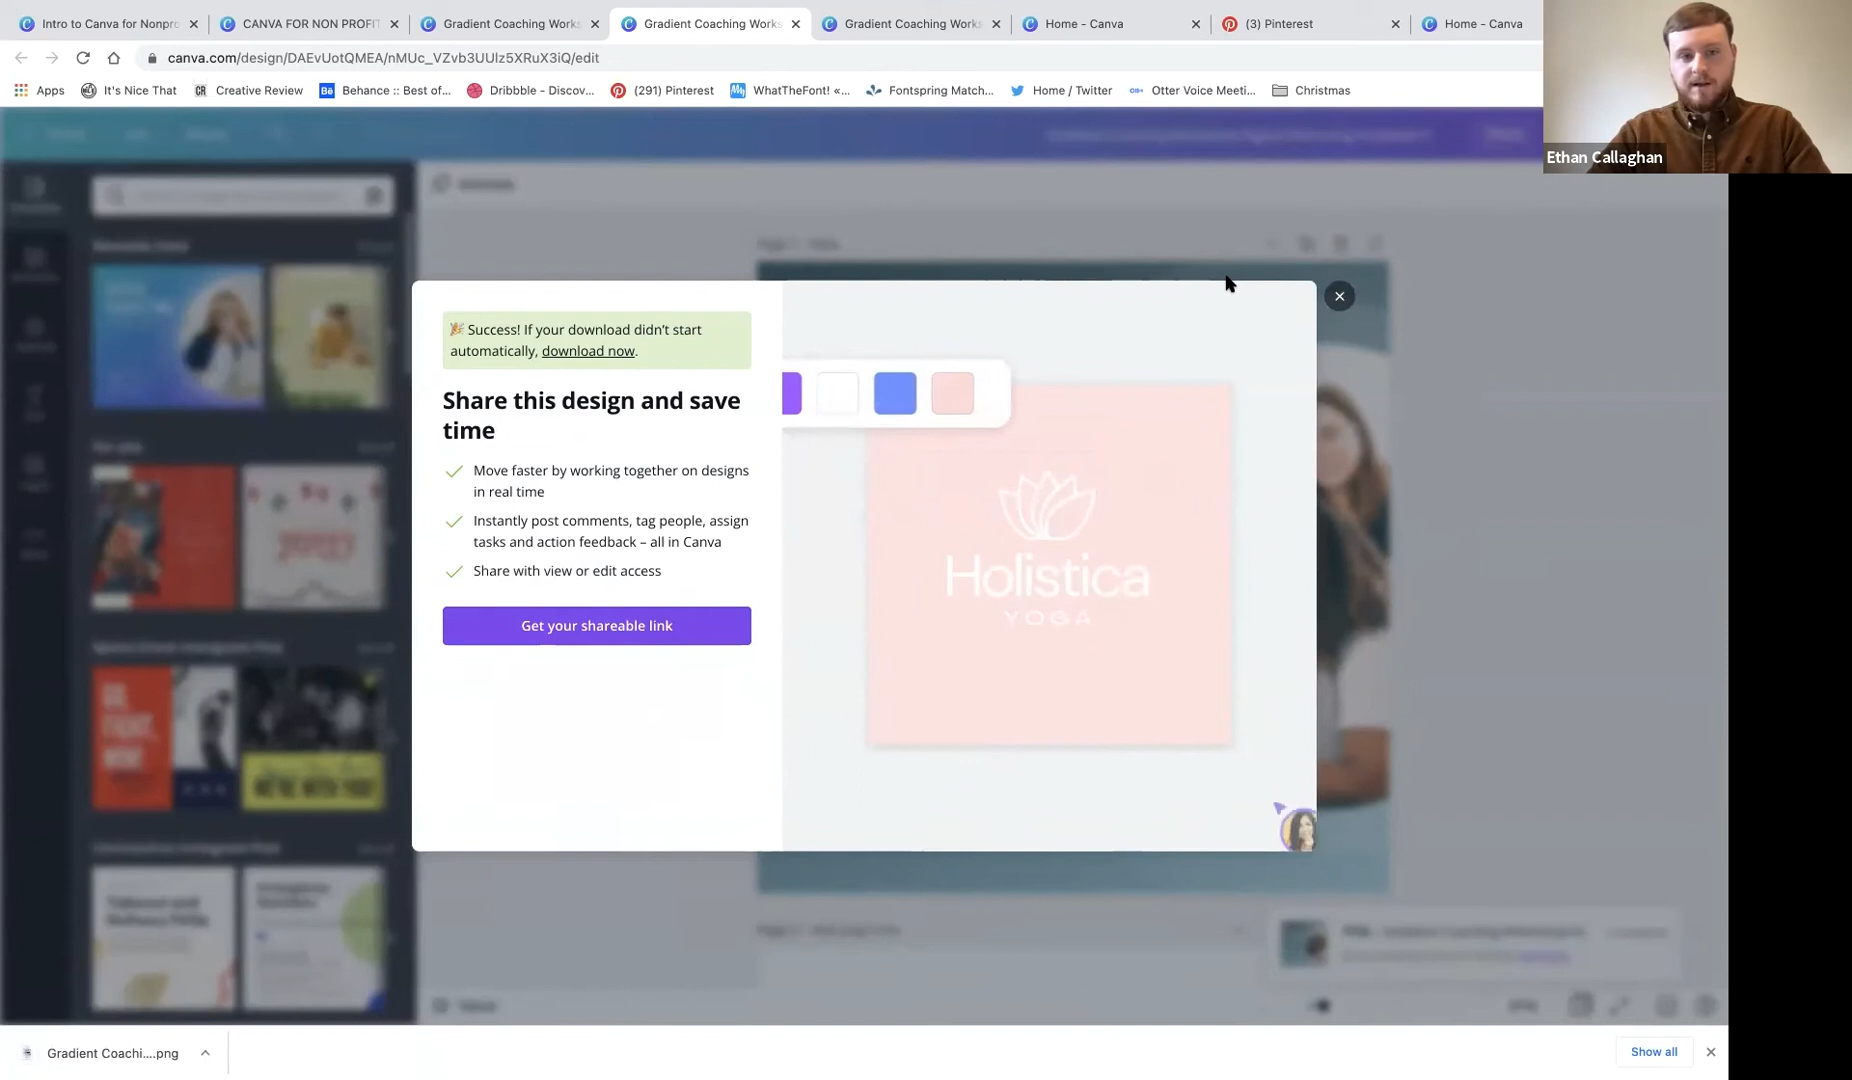 Intro to Canva for Nonpro
CANVA FOR NON PROFIT
Gradient Coaching Works
Gradient Coaching Works
Gradient Coaching Works
Home - Canva
(3) Pinterest
Home - Canva
canva.com/design/DAEvUotQMEA/nMUc_VZvb3UUlz5XRuX3iQ/edit
Apps
It's Nice That
CR Creative Review
Bē Behance :: Best of...
Dribbble - Discov...
(291) Pinterest
WhatTheFont! «...
Fontspring Match...
Home / Twitter
Otter Voice Meeti...
Christmas
Ethan Callaghan
Success! If your download didn't start
automatically, download now.
Share this design and save
time
Move faster by working together on designs
in real time
Instantly post comments, tag people, assign
tasks and action feedback – all in Canva
Share with view or edit access
Get your shareable link
Holistica
YOGA
Gradient Coachi....png
Show all